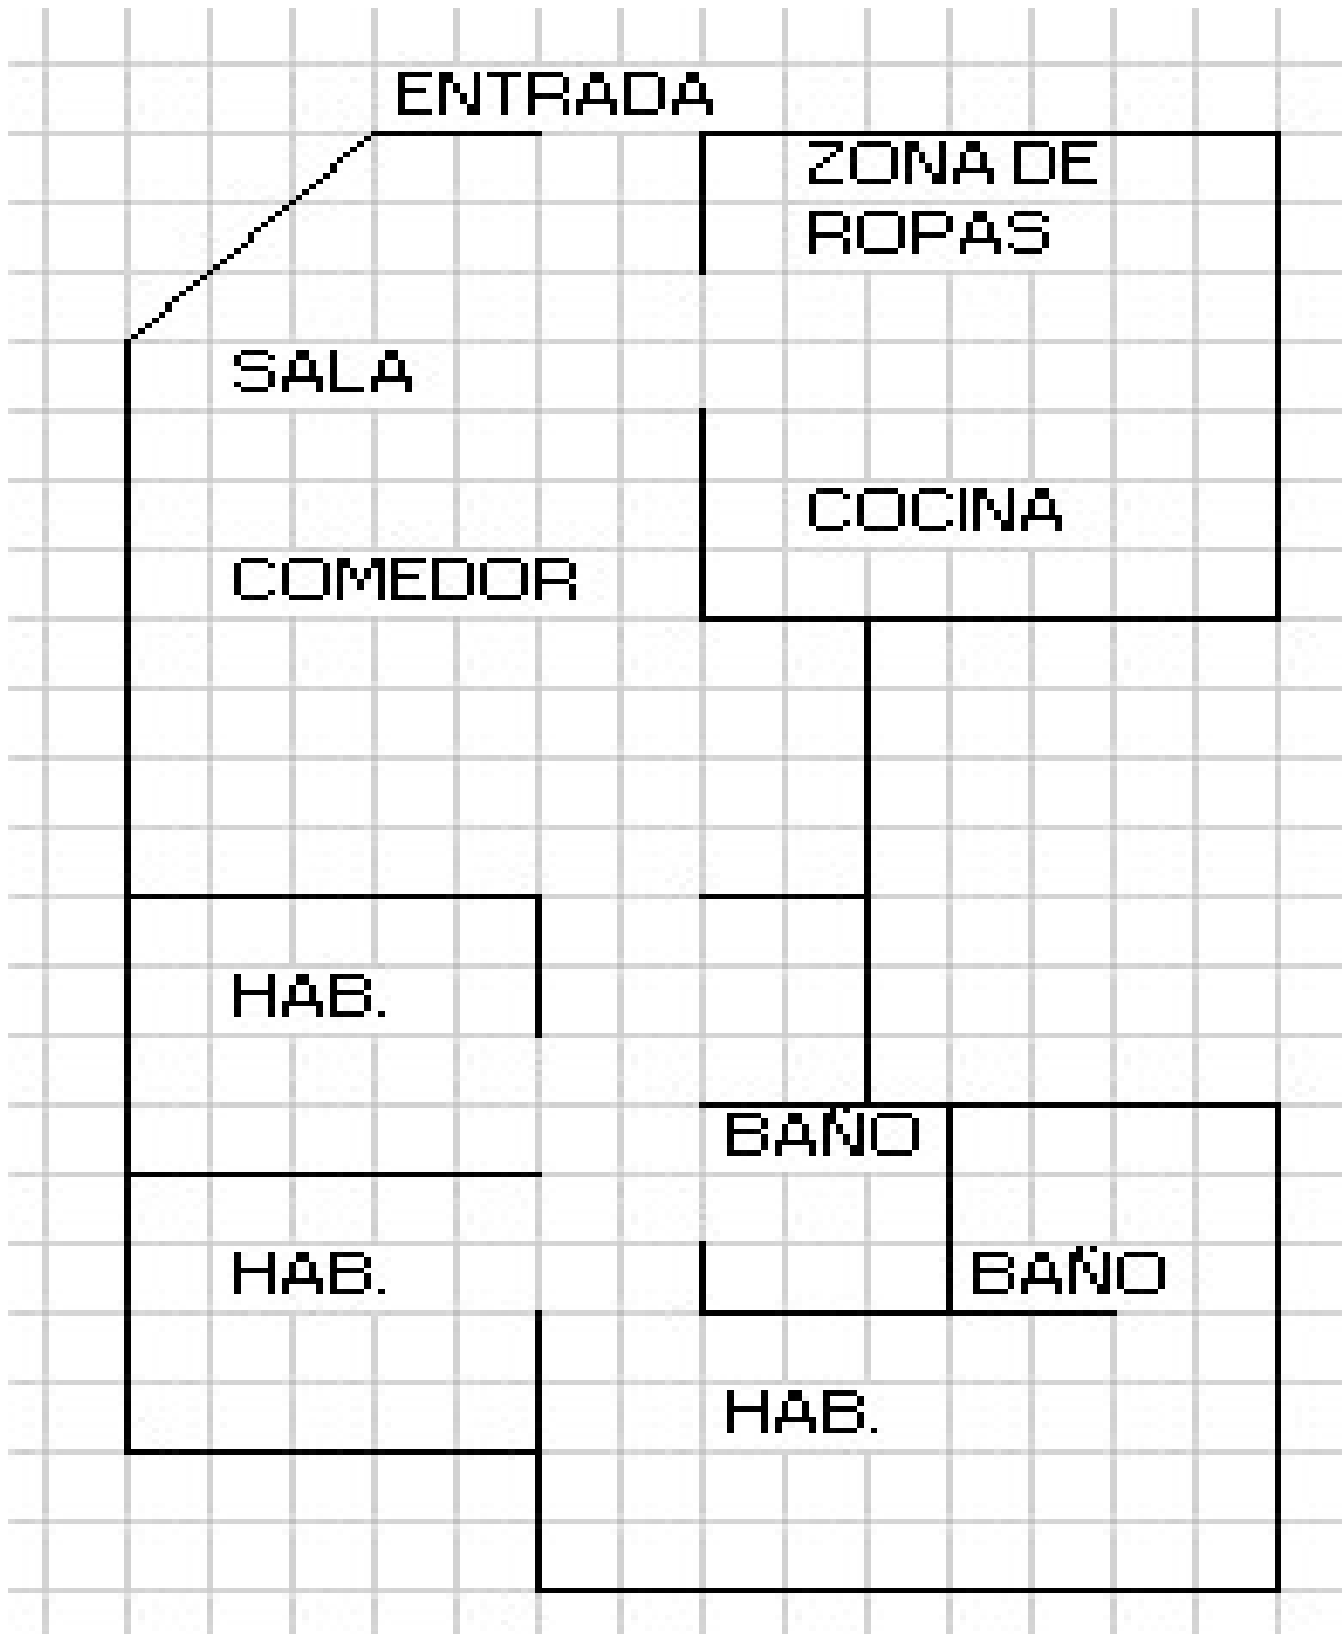 ENTRADA
ZONA DE
ROPAS
SALA
COCINA
COMEDOR
HAB.
BAÑO
HAB.
BAÑO
HAB.